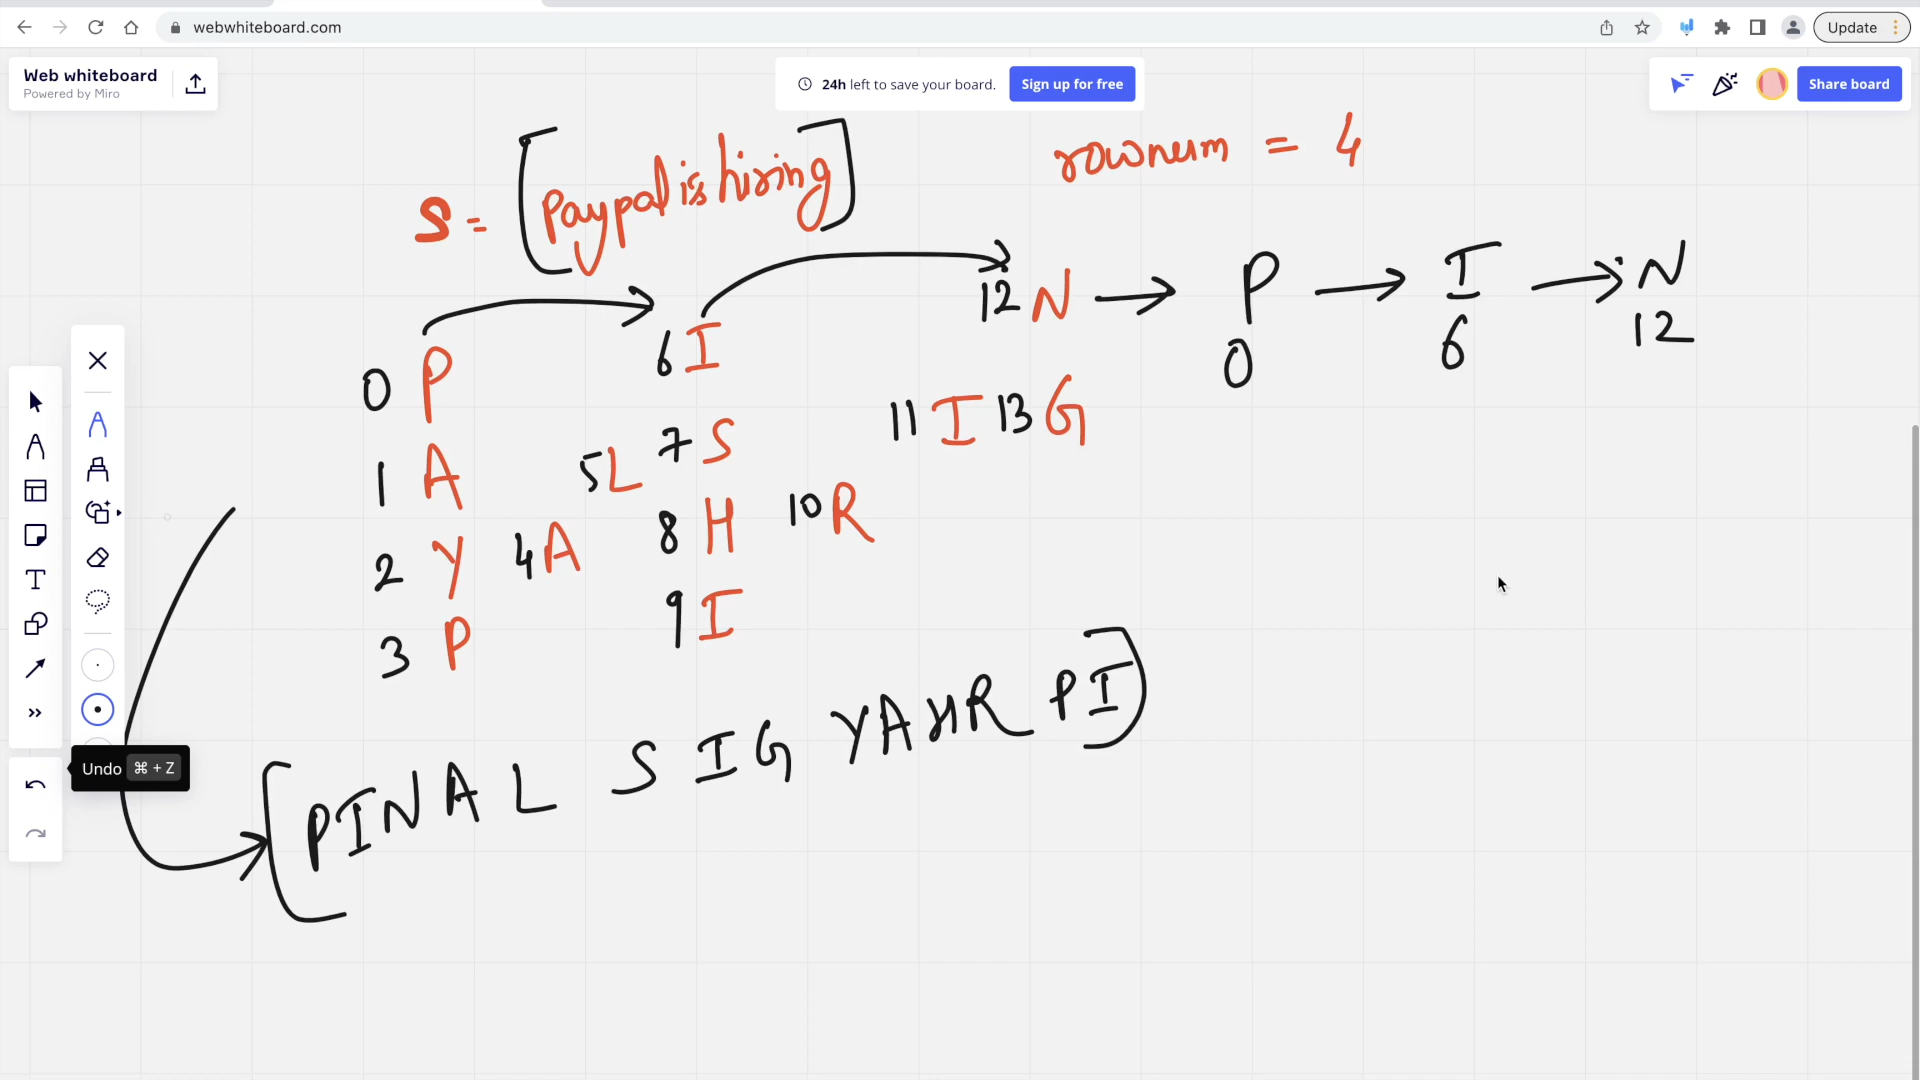 webwhiteboard.com
Update
Web whiteboard
Powered by Miro
24h left to save your board.
Sign up for free
Share board
S = [Paypal is hiring]
rownum = 4
0 P 6 I 12 N → P → I → N
0 6 12
1 A 5 L 7 S 11 I 13 G
2 Y 4 A 8 H 10 R
3 P 9 I
[PINAL SIG YAHR PI]
T
Undo ⌘ + Z